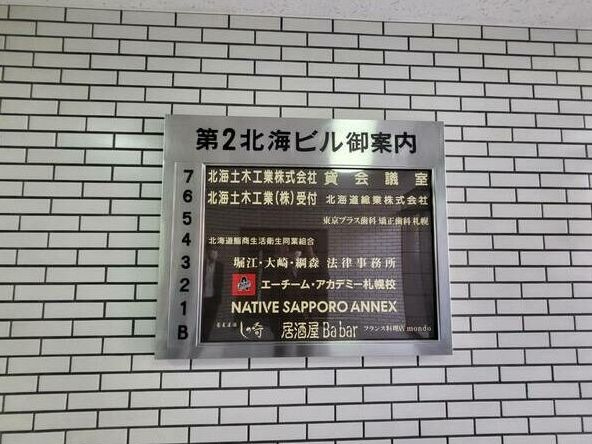 第2北海ビル御案内
7 北海土木工業株式会社 貸会議室
6 北海土木工業(株)受付 北海道総業株式会社
5 東京プラス歯科 矯正歯科 札幌
4 北海道麺商生活衛生同業組合
3 堀江・大崎・綱森 法律事務所
2 エーチーム・アカデミー札幌校
1 NATIVE SAPPORO ANNEX
B 居酒屋 Ba bar フランス料理店 mondo